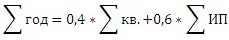 ∑ год = 0,4 * ∑ кв. + 0,6 * ∑ ИП